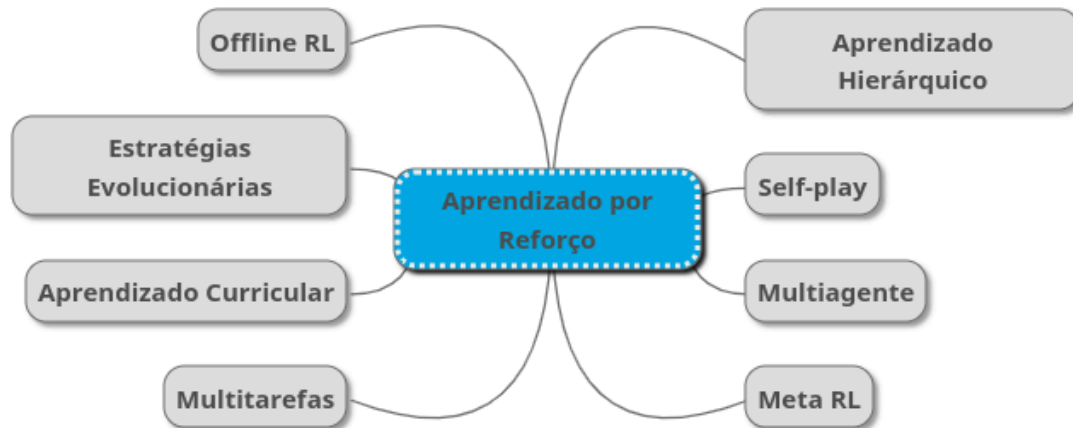 Offline RL
Aprendizado
Hierárquico
Estratégias
Evolucionárias
Aprendizado por
Reforço
Self-play
Aprendizado Curricular
Multiagente
Multitarefas
Meta RL